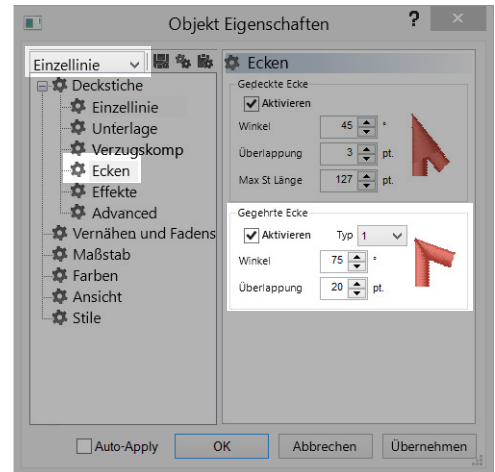 Objekt Eigenschaften
?
Einzellinie
Deckstiche
Einzellinie
Unterlage
Verzugskomp
Ecken
Effekte
Advanced
Vernähen und Fadens
Maßstab
Farben
Ansicht
Stile
Ecken
Gedeckte Ecke
Aktivieren
Winkel 45 °
Überlappung 3 pt.
Max St Länge 127 pt.
Gegehrte Ecke
Aktivieren Typ 1
Winkel 75 °
Überlappung 20 pt.
Auto-Apply OK Abbrechen Übernehmen